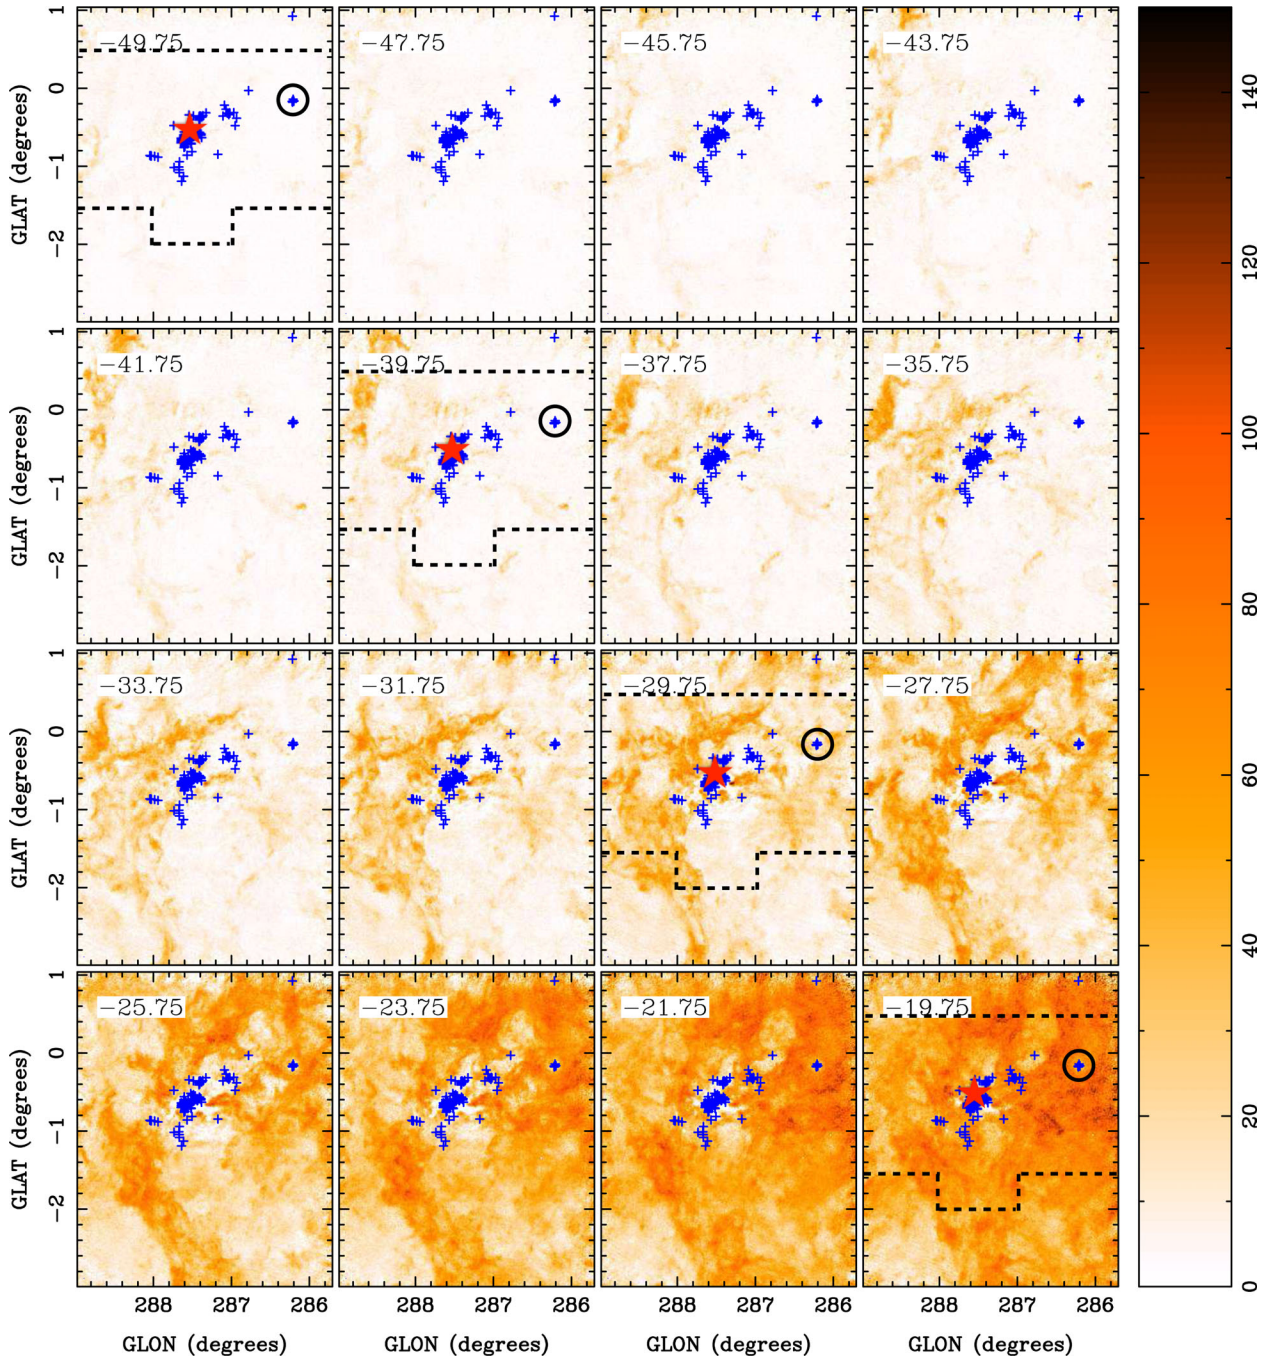 −49.75 −47.75 −45.75 −43.75
1 0 −1 −2
GLAT (degrees)
−41.75 −39.75 −37.75 −35.75
1 0 −1 −2
GLAT (degrees)
−33.75 −31.75 −29.75 −27.75
1 0 −1 −2
GLAT (degrees)
−25.75 −23.75 −21.75 −19.75
1 0 −1 −2
GLAT (degrees)
288 287 286 288 287 286 288 287 286 288 287 286
GLON (degrees) GLON (degrees) GLON (degrees) GLON (degrees)
140
120
100
80
60
40
20
0